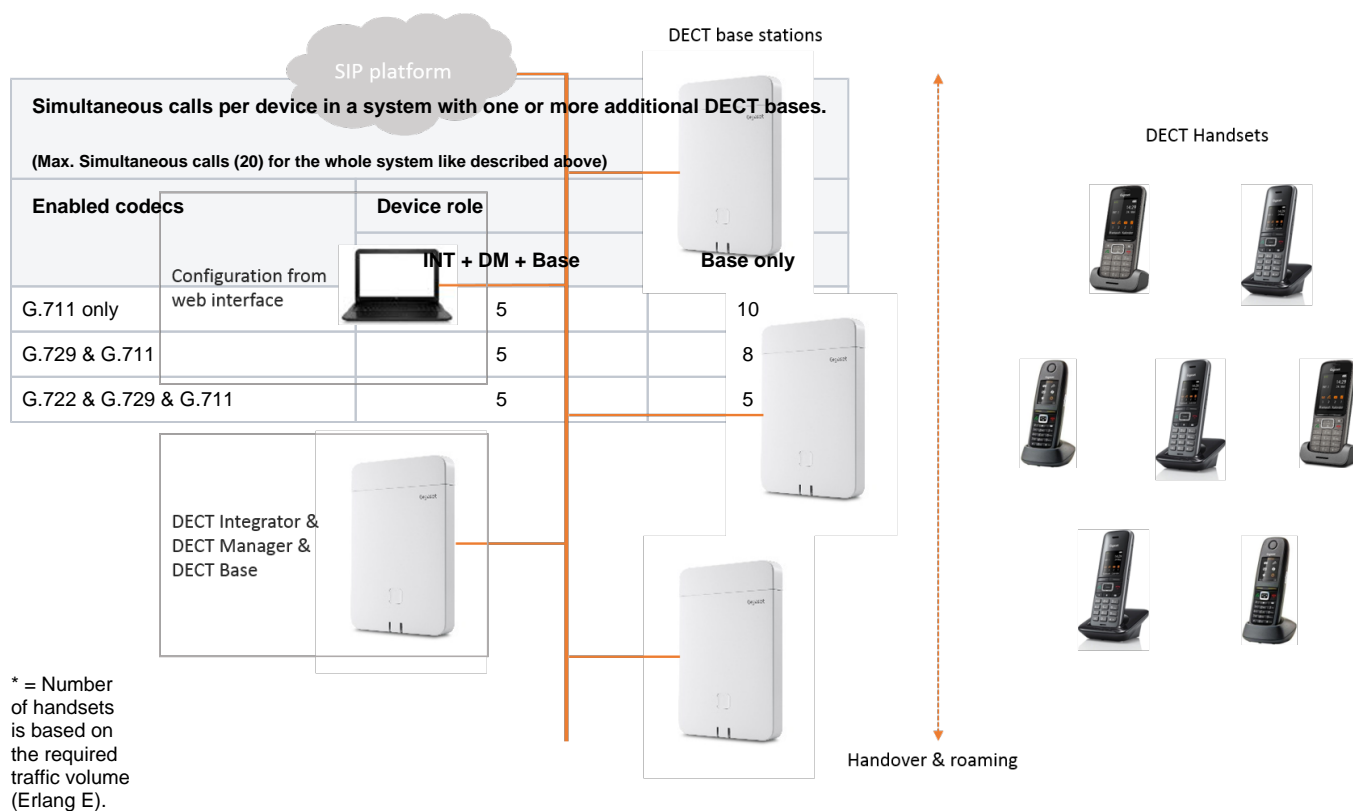 DECT base stations
SIP platform
Simultaneous calls per device in a system with one or more additional DECT bases.
(Max. Simultaneous calls (20) for the whole system like described above)
DECT Handsets
Enabled codecs Device role
INT + DM + Base Base only
Configuration from
web interface
G.711 only 5 10
G.729 & G.711 5 8
G.722 & G.729 & G.711 5 5
DECT Integrator &
DECT Manager &
DECT Base
* = Number
of handsets
is based on
the required
traffic volume
(Erlang E).
Handover & roaming